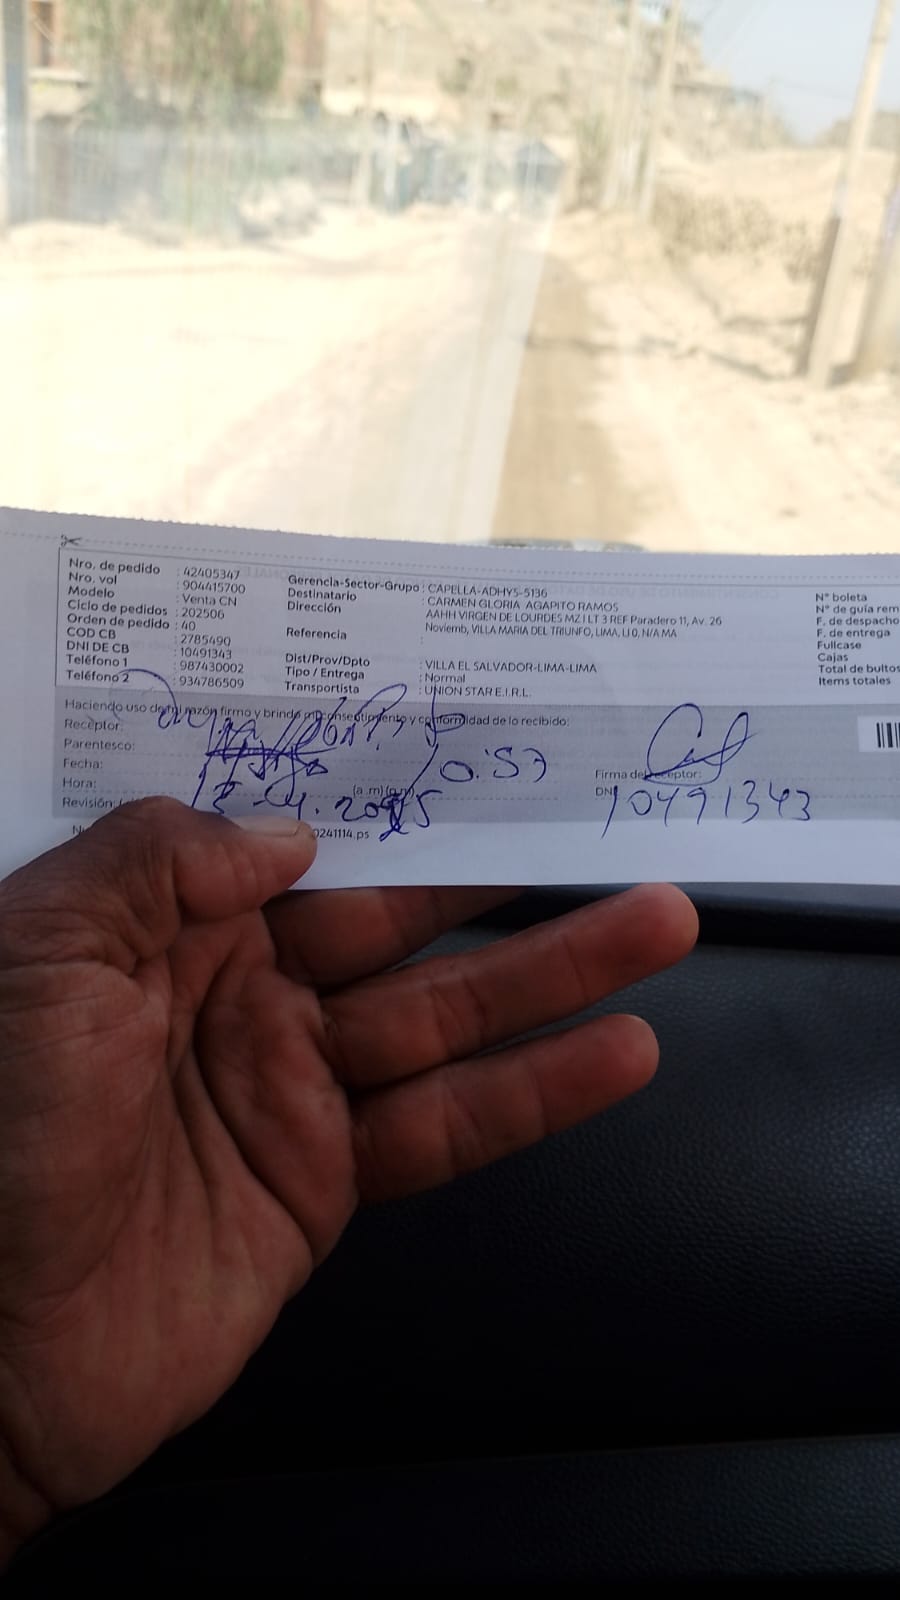 Nro. de pedido : 42405347
Nro. vol : 904415700
Modelo : Venta CN
Ciclo de pedidos : 202506
Orden de pedido : 40
COD CB : 2785490
DNI DE CB : 10491343
Teléfono 1 : 987430002
Teléfono 2 : 934786509
Gerencia-Sector-Grupo : CAPELLA-ADHYS-5136
Destinatario : CARMEN GLORIA AGAPITO RAMOS
Dirección : AAHH VIRGEN DE LOURDES MZ I LT 3 REF Paradero 11, Av. 26
Noviemb, VILLA MARIA DEL TRIUNFO, LIMA, LI 0, N/A MA
Referencia :
Dist/Prov/Dpto : VILLA EL SALVADOR-LIMA-LIMA
Tipo / Entrega : Normal
Transportista : UNION STAR E.I.R.L.
N° boleta
N° de guía rem
F. de despacho
F. de entrega
Fullcase
Cajas
Total de bultos
Items totales
Haciendo uso de mi razón firmo y brindo mi consentimiento y conformidad de lo recibido:
Receptor:
Parentesco:
Fecha: 10:57
Hora: (a.m)
Revisión:
0241114.ps
Firma del receptor:
DNI 10491343